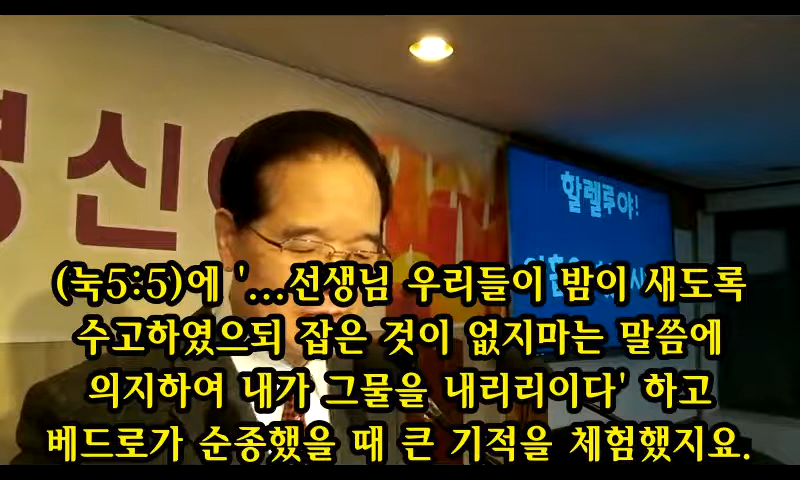 신
할렐루야!
(눅5:5)에 '...선생님 우리들이 밤이 새도록
수고하였으되 잡은 것이 없지마는 말씀에
의지하여 내가 그물을 내리리이다' 하고
베드로가 순종했을 때 큰 기적을 체험했지요.